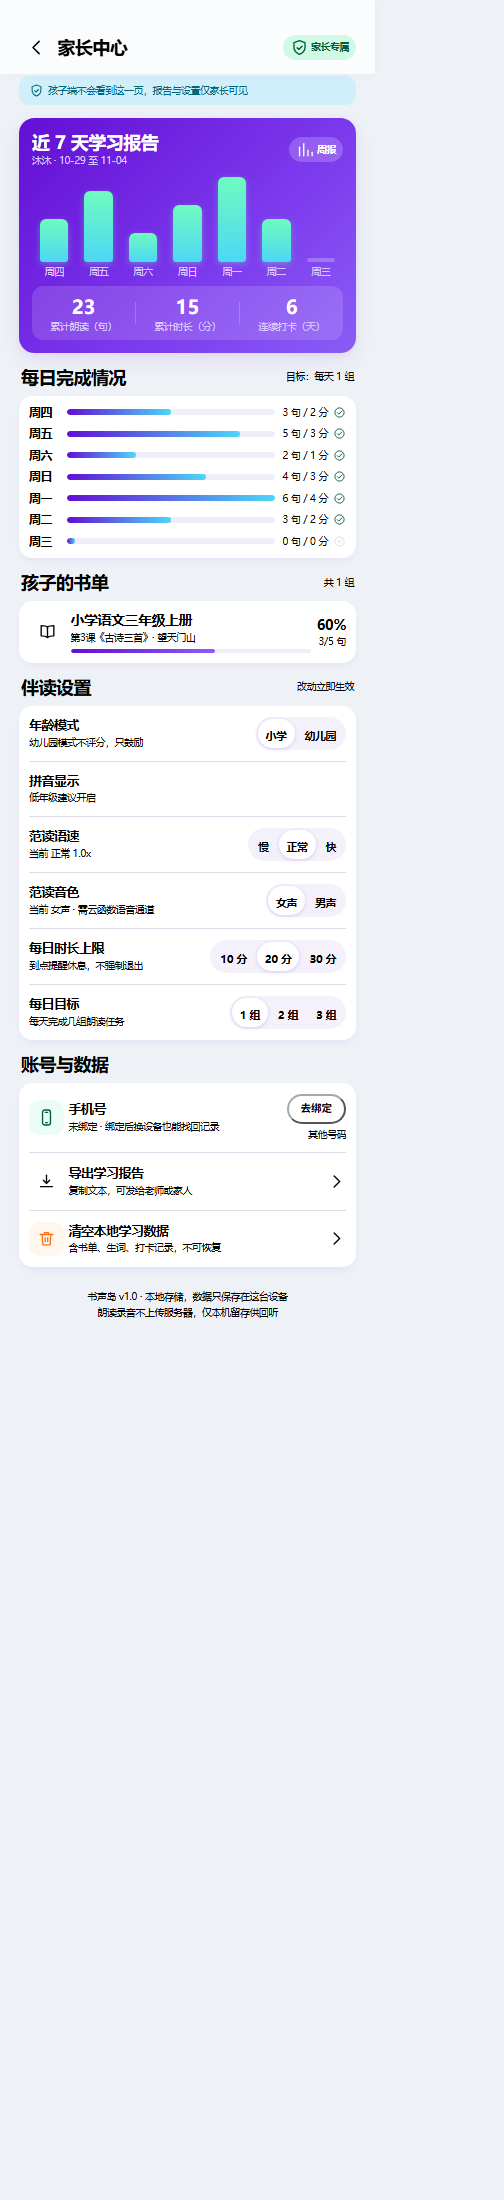 家长中心
家长专属
孩子端不会看到这一页，报告与设置仅家长可见
近 7 天学习报告
沐沐 · 10-29 至 11-04
周报
周四 周五 周六 周日 周一 周二 周三
23 15 6
累计朗读（句） 累计时长（分） 连续打卡（天）
每日完成情况 目标：每天 1 组
周四 3 句 / 2 分
周五 5 句 / 3 分
周六 2 句 / 1 分
周日 4 句 / 3 分
周一 6 句 / 4 分
周二 3 句 / 2 分
周三 0 句 / 0 分
孩子的书单 共 1 组
小学语文三年级上册
第3课《古诗三首》· 望天门山
60%
3/5 句
伴读设置 改动立即生效
年龄模式
幼儿园模式不评分，只鼓励
小学 幼儿园
拼音显示
低年级建议开启
范读语速
当前 正常 1.0x
慢 正常 快
范读音色
当前 女声 · 需云函数语音通道
女声 男声
每日时长上限
到点提醒休息，不强制退出
10 分 20 分 30 分
每日目标
每天完成几组朗读任务
1 组 2 组 3 组
账号与数据
手机号
未绑定 · 绑定后换设备也能找回记录
去绑定
其他号码
导出学习报告
复制文本，可发给老师或家人
清空本地学习数据
含书单、生词、打卡记录，不可恢复
书声岛 v1.0 · 本地存储，数据只保存在这台设备
朗读录音不上传服务器，仅本机留存供回听